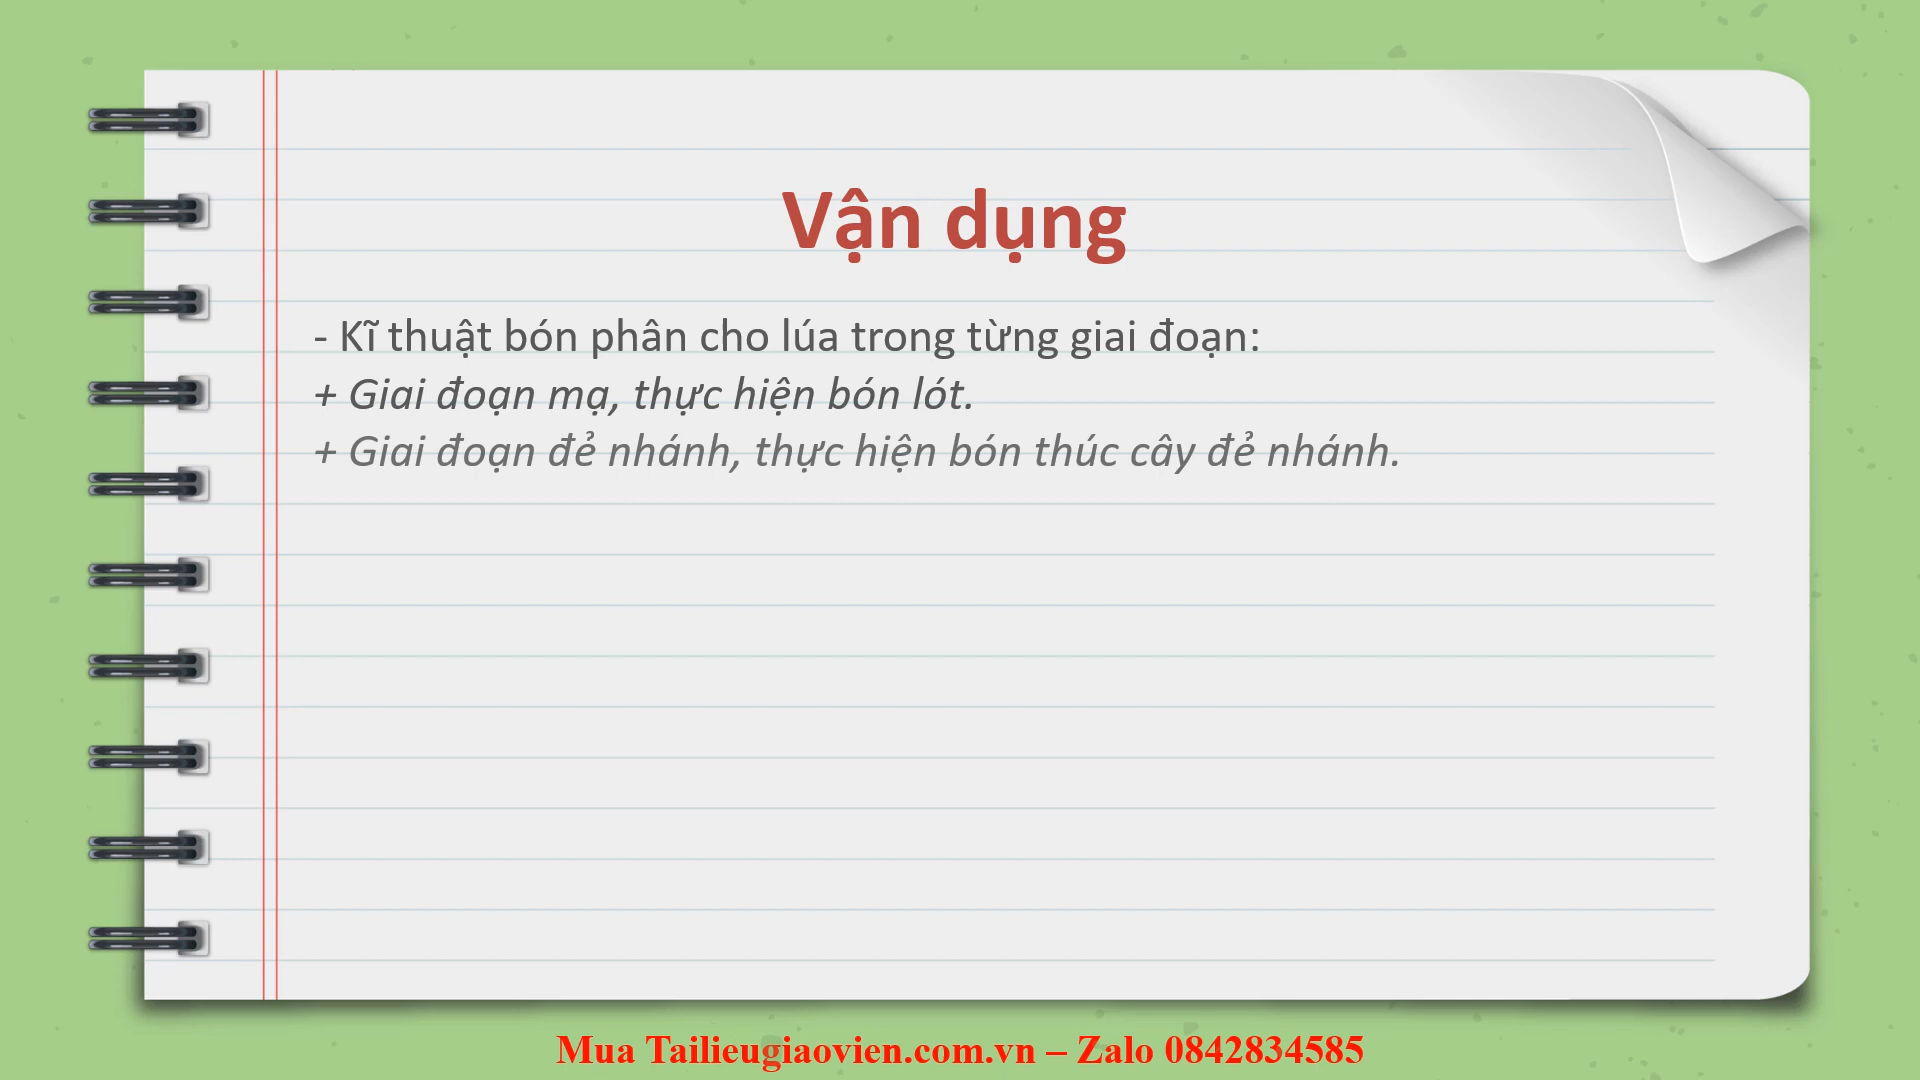 Vận dụng
- Kĩ thuật bón phân cho lúa trong từng giai đoạn:
+ Giai đoạn mạ, thực hiện bón lót.
+ Giai đoạn đẻ nhánh, thực hiện bón thúc cây đẻ nhánh.
Mua Tailieugiaovien.com.vn – Zalo 0842834585